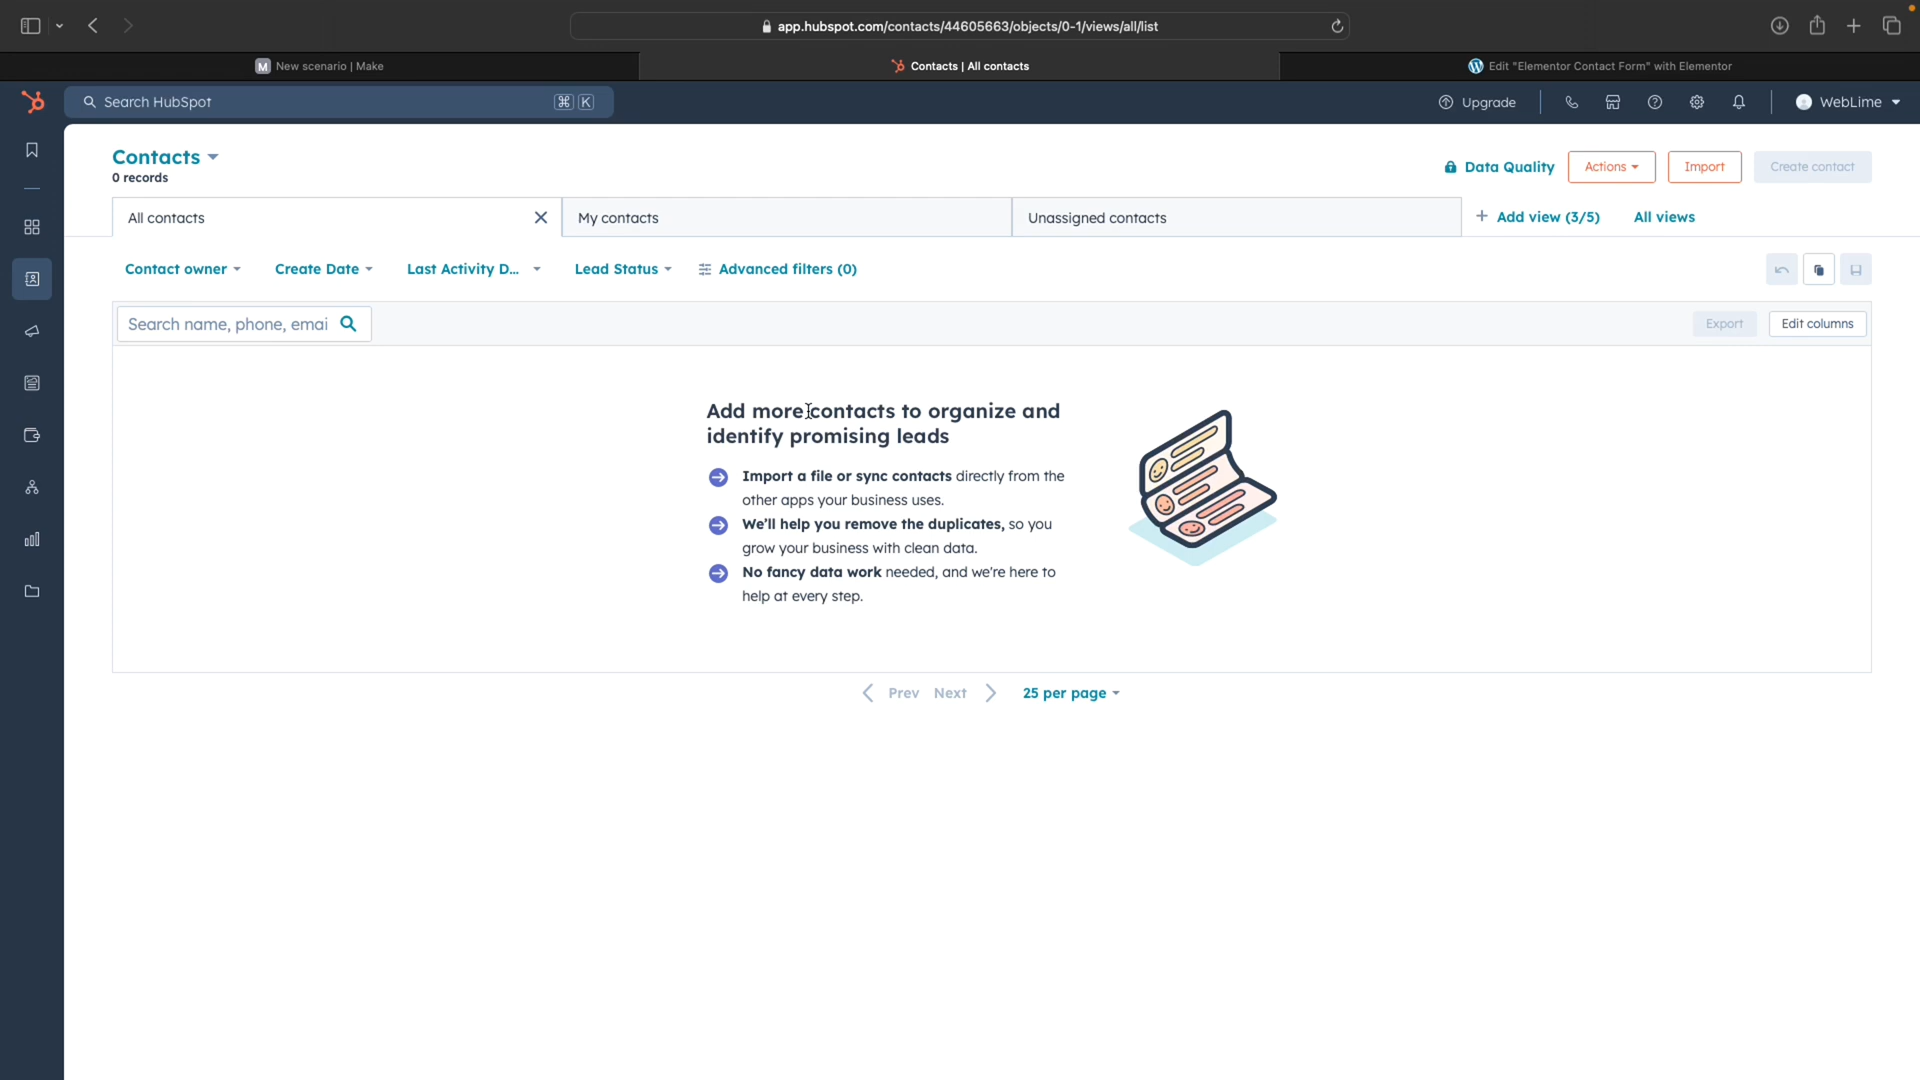 app.hubspot.com/contacts/44605663/objects/0-1/views/all/list
M New scenario | Make
Contacts | All contacts
Edit "Elementor Contact Form" with Elementor
Search HubSpot ⌘ K
Upgrade
WebLime
Contacts
0 records
Data Quality
Actions
Import
Create contact
All contacts
My contacts
Unassigned contacts
+ Add view (3/5)
All views
Contact owner
Create Date
Last Activity D...
Lead Status
Advanced filters (0)
Search name, phone, emai
Export
Edit columns
Add more contacts to organize and
identify promising leads
Import a file or sync contacts directly from the
other apps your business uses.
We'll help you remove the duplicates, so you
grow your business with clean data.
No fancy data work needed, and we're here to
help at every step.
Prev Next 25 per page